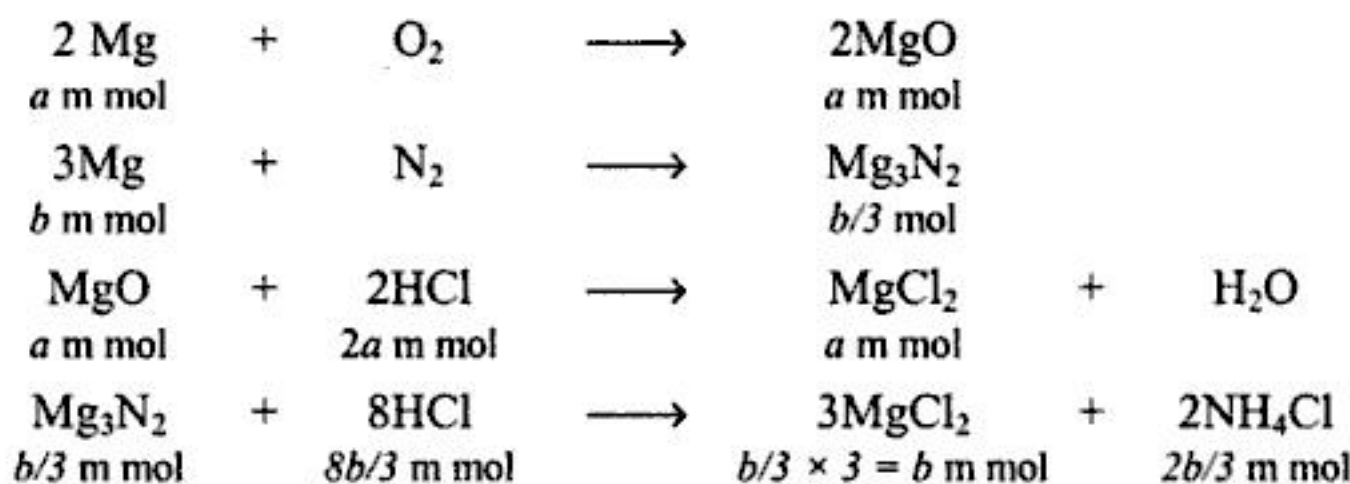 2 Mg + O₂ ⟶ 2MgO
a m mol a m mol
3Mg + N₂ ⟶ Mg₃N₂
b m mol b/3 mol
MgO + 2HCl ⟶ MgCl₂ + H₂O
a m mol 2a m mol a m mol
Mg₃N₂ + 8HCl ⟶ 3MgCl₂ + 2NH₄Cl
b/3 m mol 8b/3 m mol b/3 × 3 = b m mol 2b/3 m mol